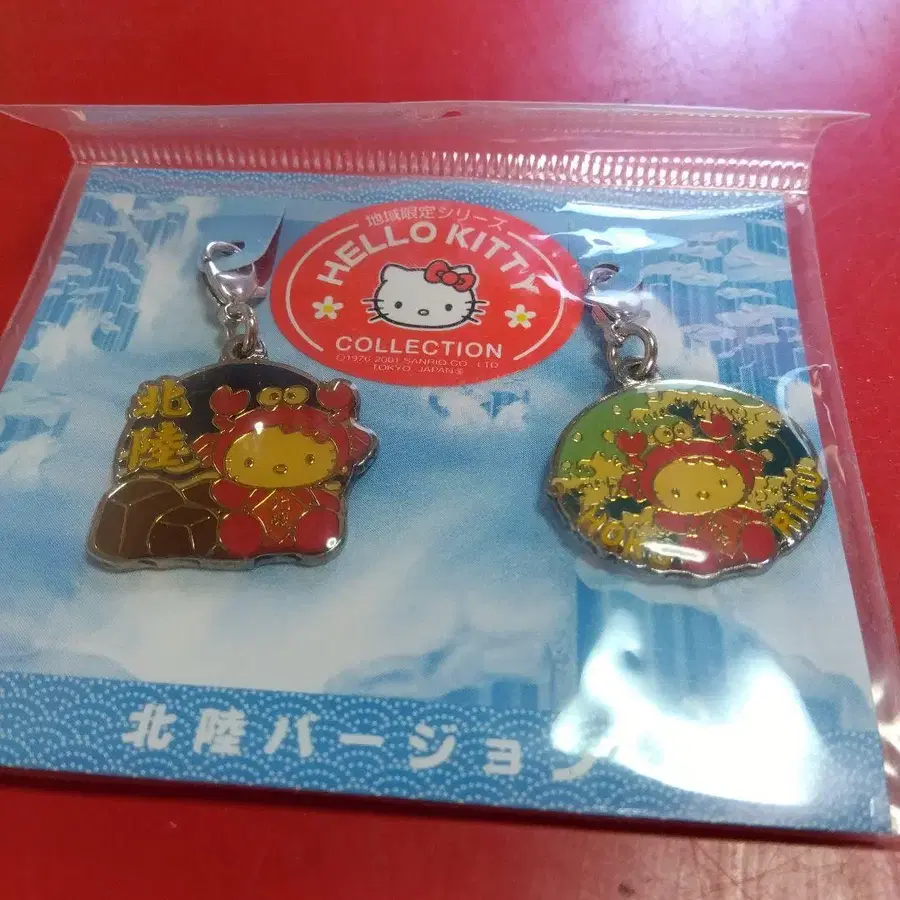 地域限定シリーズ
HELLO KITTY
COLLECTION
©1976, 2001 SANRIO CO., LTD.
TOKYO, JAPAN
北陸
HOKURIKU
北陸バージョン